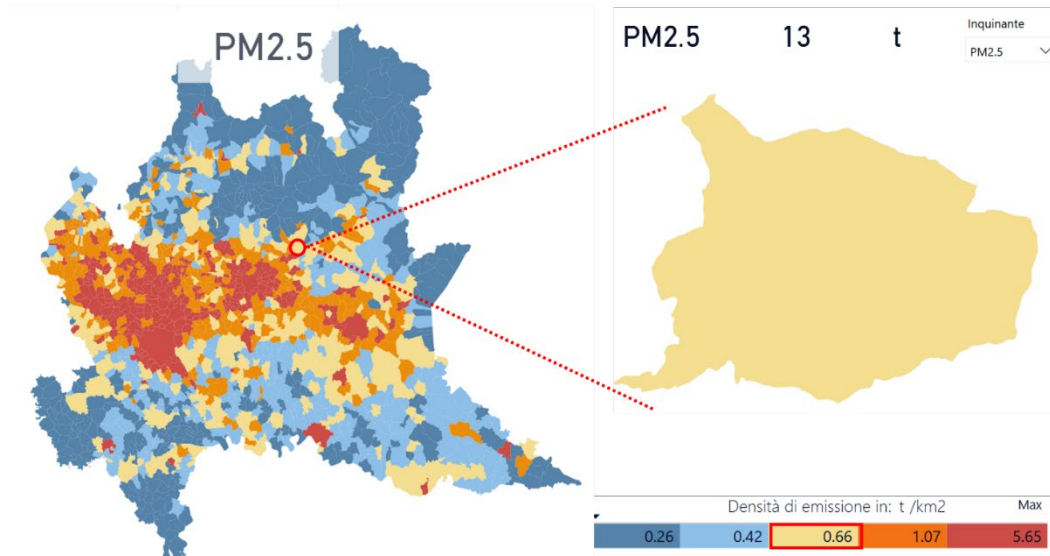 PM2.5
PM2.5 13 t
Inquinante
PM2.5
Densità di emissione in: t /km2 Max
0.26 0.42 0.66 1.07 5.65